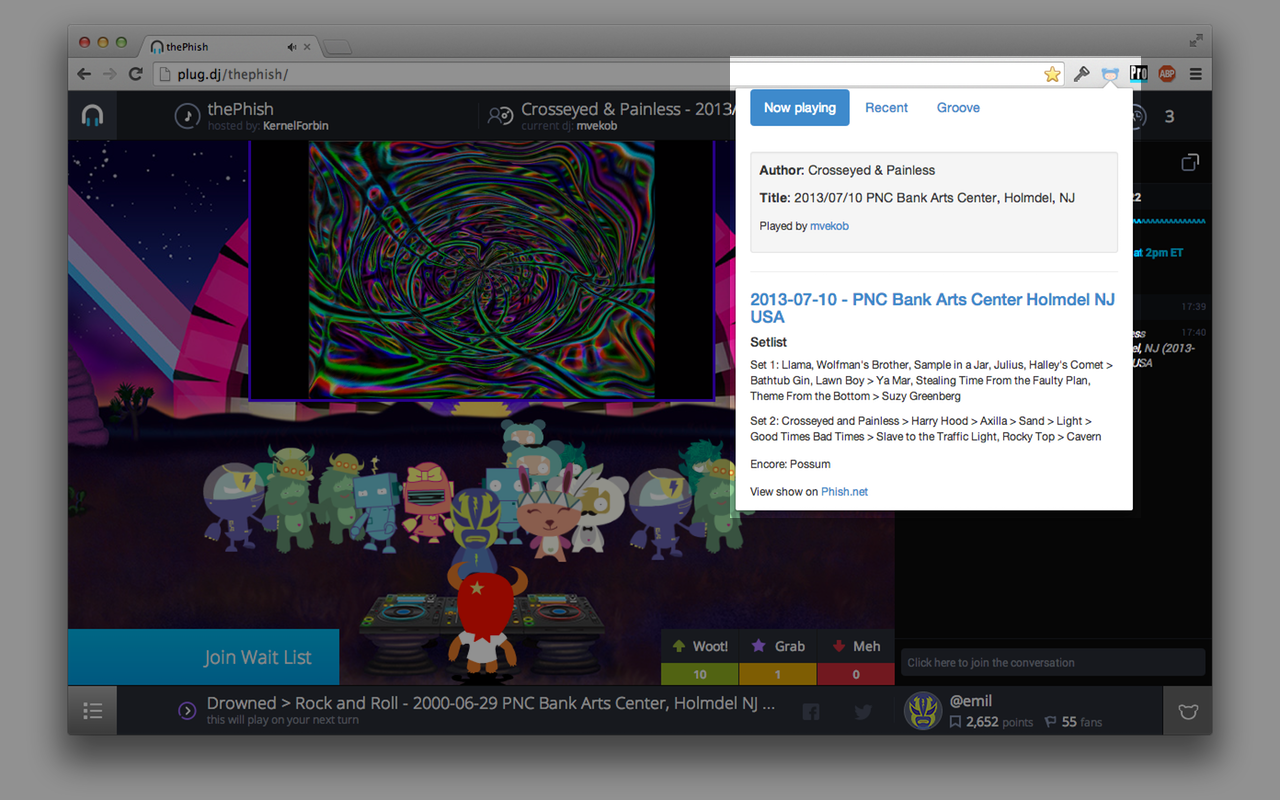 thePhish
plug.dj/thephish/
Pro
ABP
thePhish
hosted by: KernelForbin
Crosseyed & Painless - 2013/
current dj: mvekob
3
Now playing
Recent
Groove
Author: Crosseyed & Painless
Title: 2013/07/10 PNC Bank Arts Center, Holmdel, NJ
Played by mvekob
2013-07-10 - PNC Bank Arts Center Holmdel NJ
USA
Setlist
Set 1: Llama, Wolfman's Brother, Sample in a Jar, Julius, Halley's Comet >
Bathtub Gin, Lawn Boy > Ya Mar, Stealing Time From the Faulty Plan,
Theme From the Bottom > Suzy Greenberg
Set 2: Crosseyed and Painless > Harry Hood > Axilla > Sand > Light >
Good Times Bad Times > Slave to the Traffic Light, Rocky Top > Cavern
Encore: Possum
View show on Phish.net
at 2pm ET
17:39
17:40
NJ (2013-
Join Wait List
Woot!
Grab
Meh
10
1
0
Click here to join the conversation
Drowned > Rock and Roll - 2000-06-29 PNC Bank Arts Center, Holmdel NJ ...
this will play on your next turn
@emil
2,652 points
55 fans